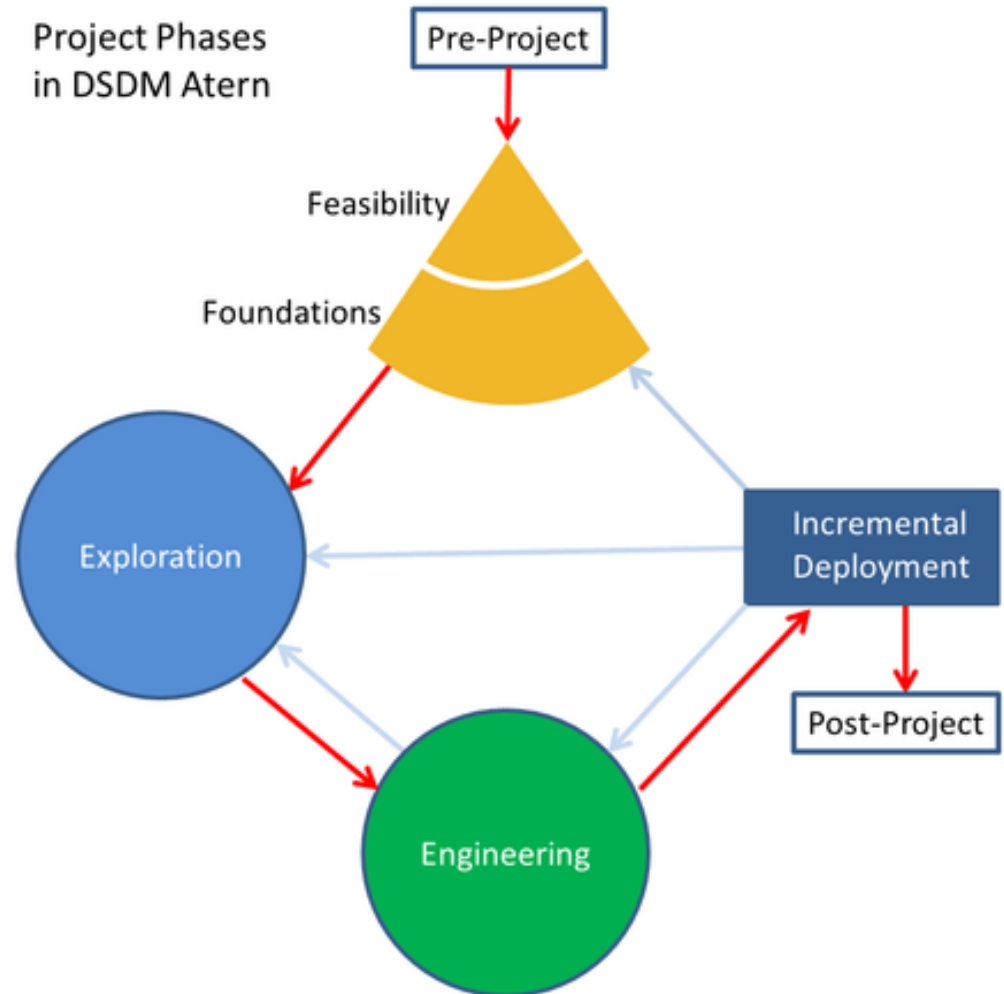 Project Phases
in DSDM Atern
Pre-Project
Feasibility
Foundations
Exploration
Incremental
Deployment
Post-Project
Engineering